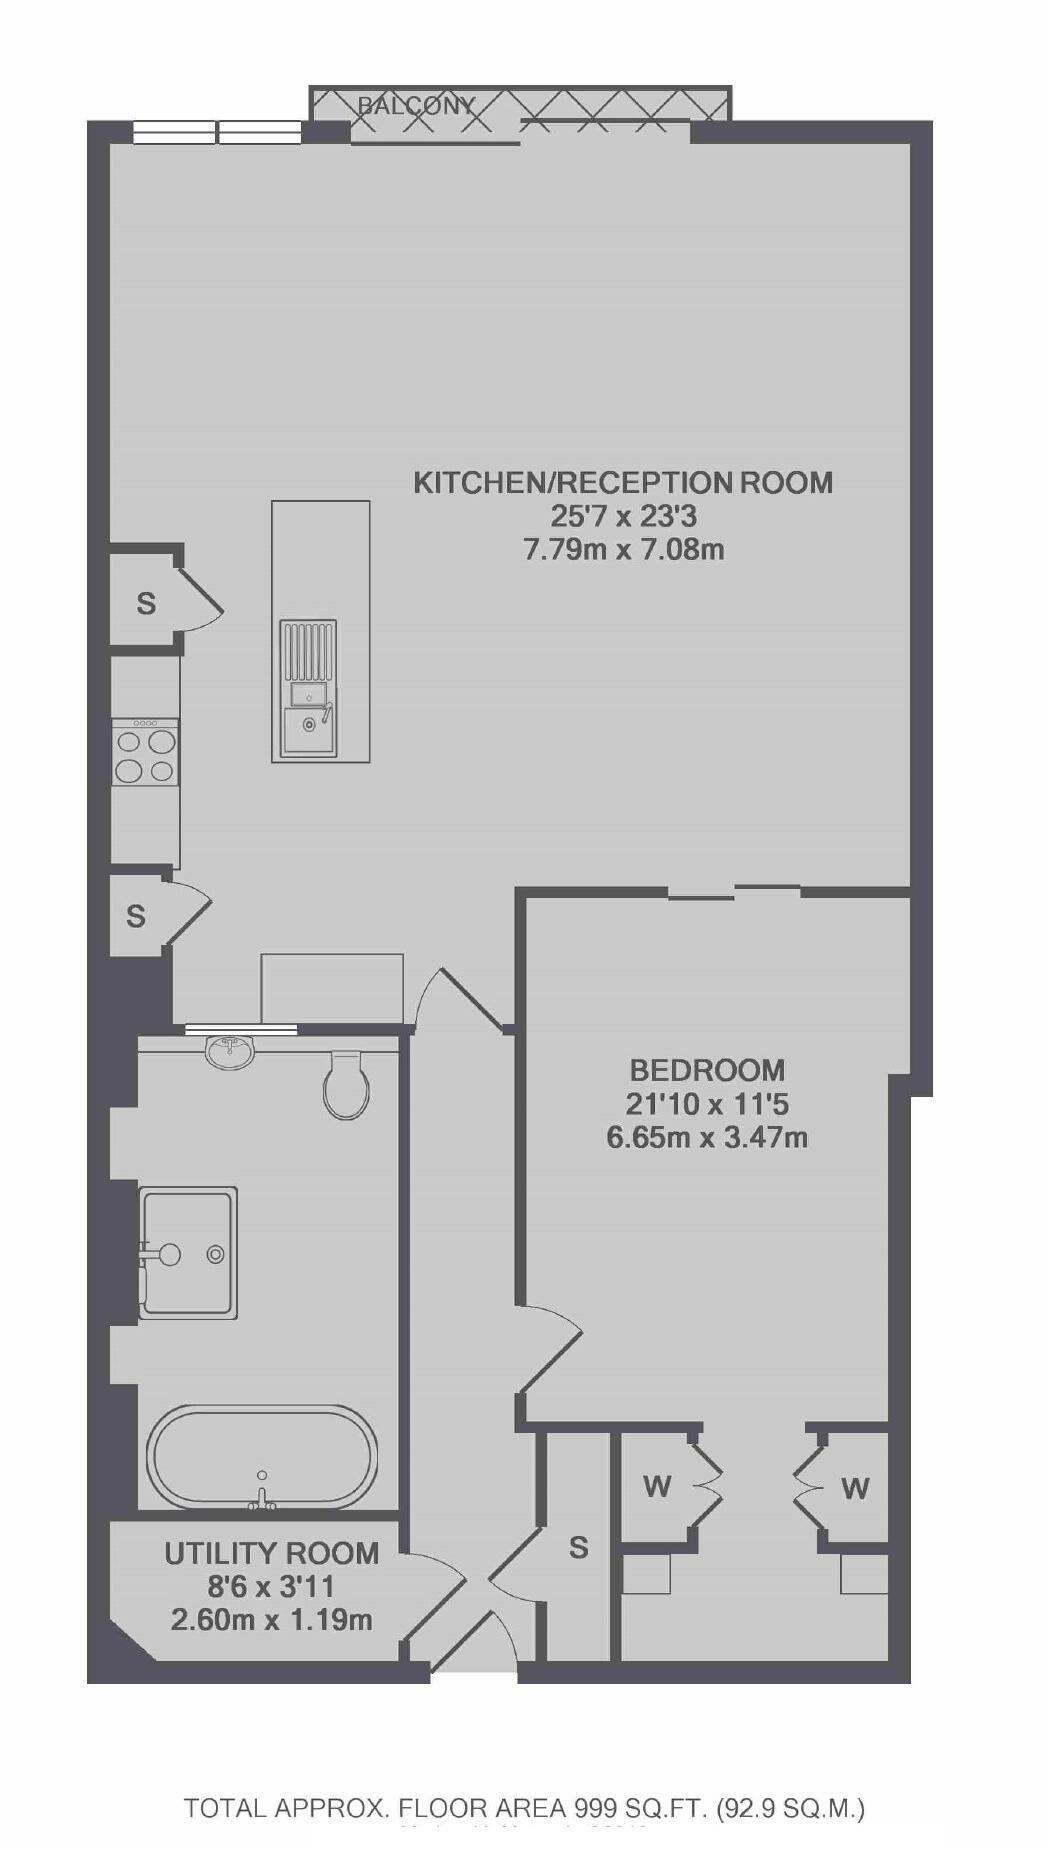 BALCONY
KITCHEN/RECEPTION ROOM
25'7 x 23'3
7.79m x 7.08m
S
S
BEDROOM
21'10 x 11'5
6.65m x 3.47m
W
W
S
UTILITY ROOM
8'6 x 3'11
2.60m x 1.19m
TOTAL APPROX. FLOOR AREA 999 SQ.FT. (92.9 SQ.M.)